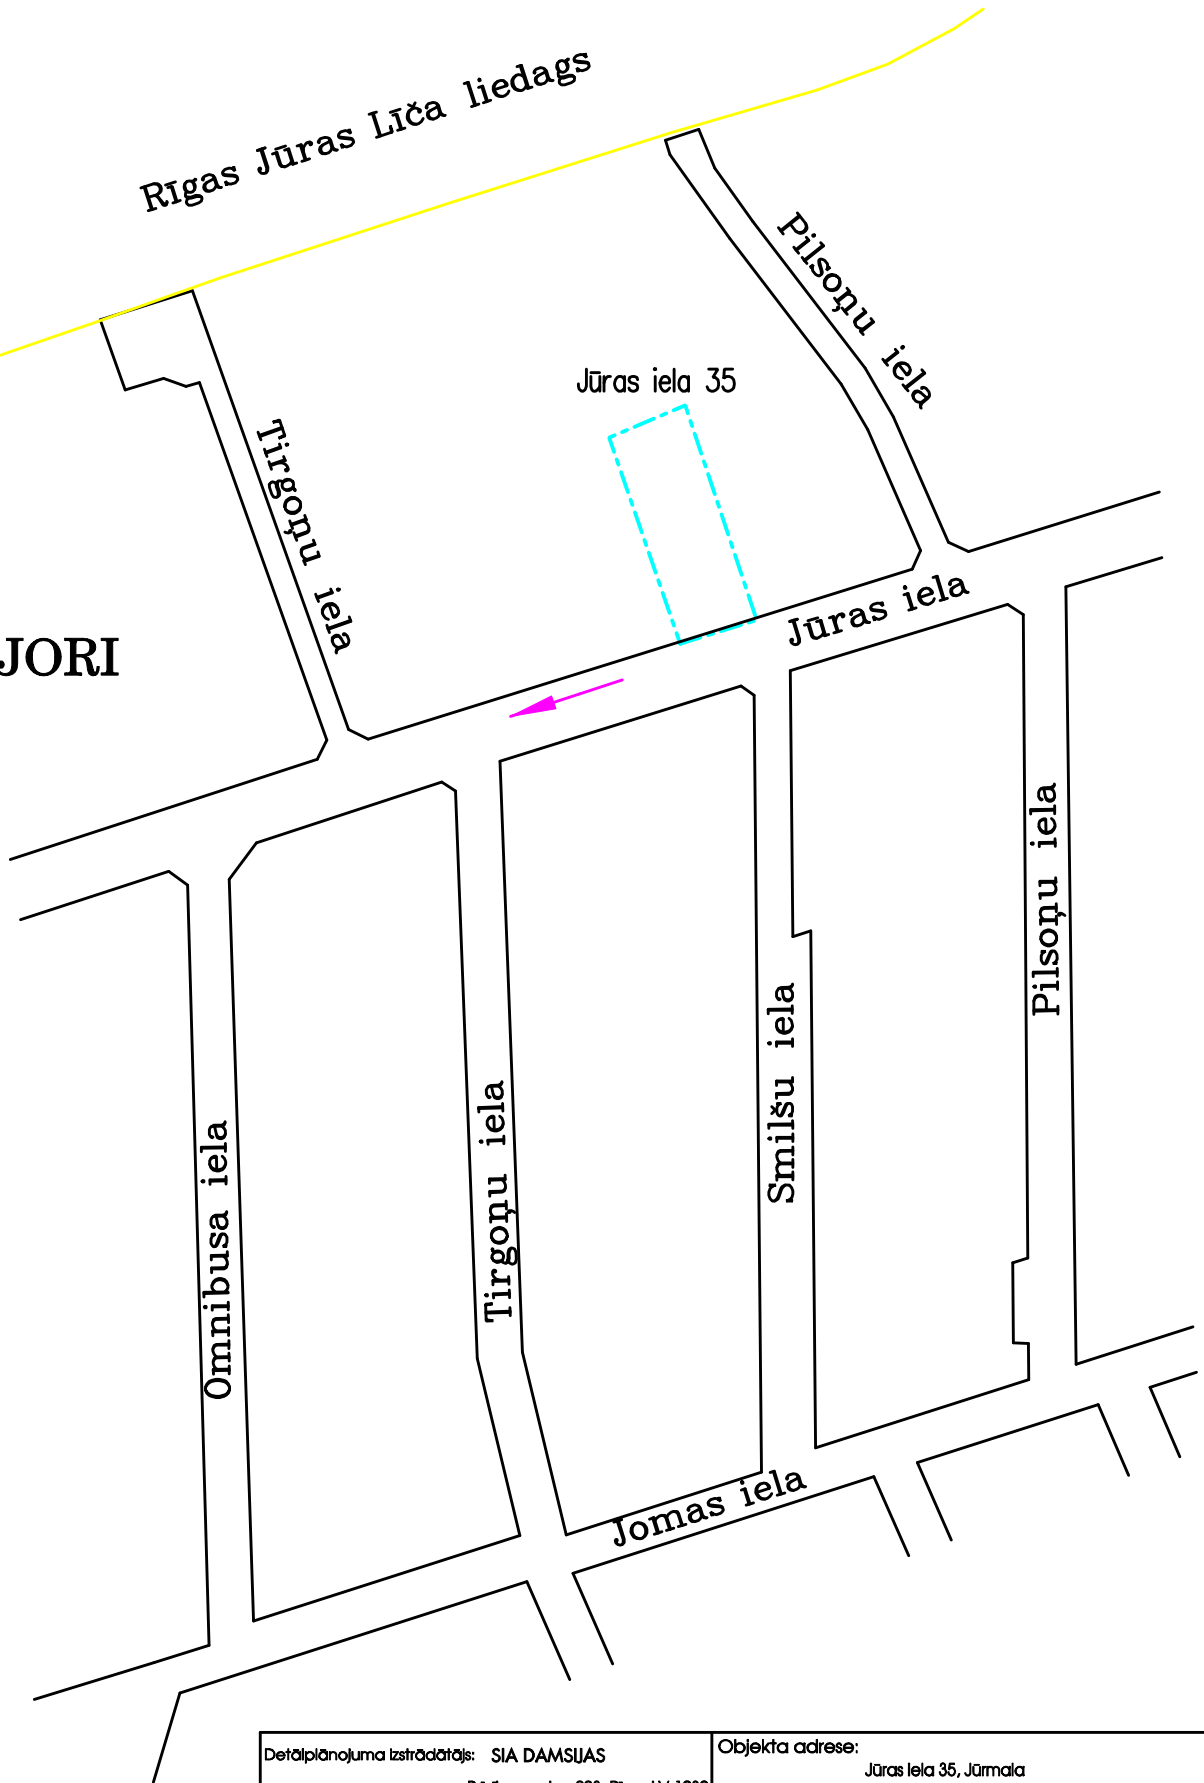 Rīgas Jūras Līča liedags
Pilsoņu iela
Jūras iela 35
Tirgoņu iela
Jūras iela
JORI
Pilsoņu iela
Smilšu iela
Tirgoņu iela
Omnibusa iela
Jomas iela
Detālplānojuma izstrādātājs: SIA DAMSIJAS
Objekta adrese:
Jūras iela 35, Jūrmala